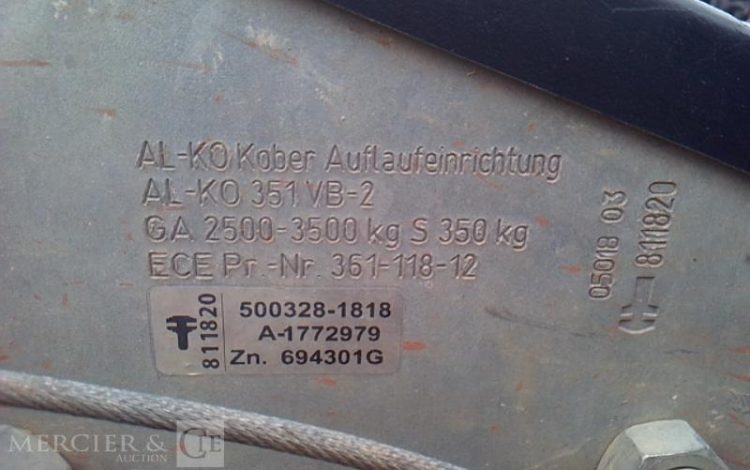 AL-KO Kober Auflaufeinrichtung
AL-KO 351 VB-2
GA 2500-3500 kg S 350 kg
ECE Pr.-Nr. 361-118-12
05018 03
811820
811820
500328-1818
A-1772979
Zn. 694301G
MERCIER & CIE
AUCTION